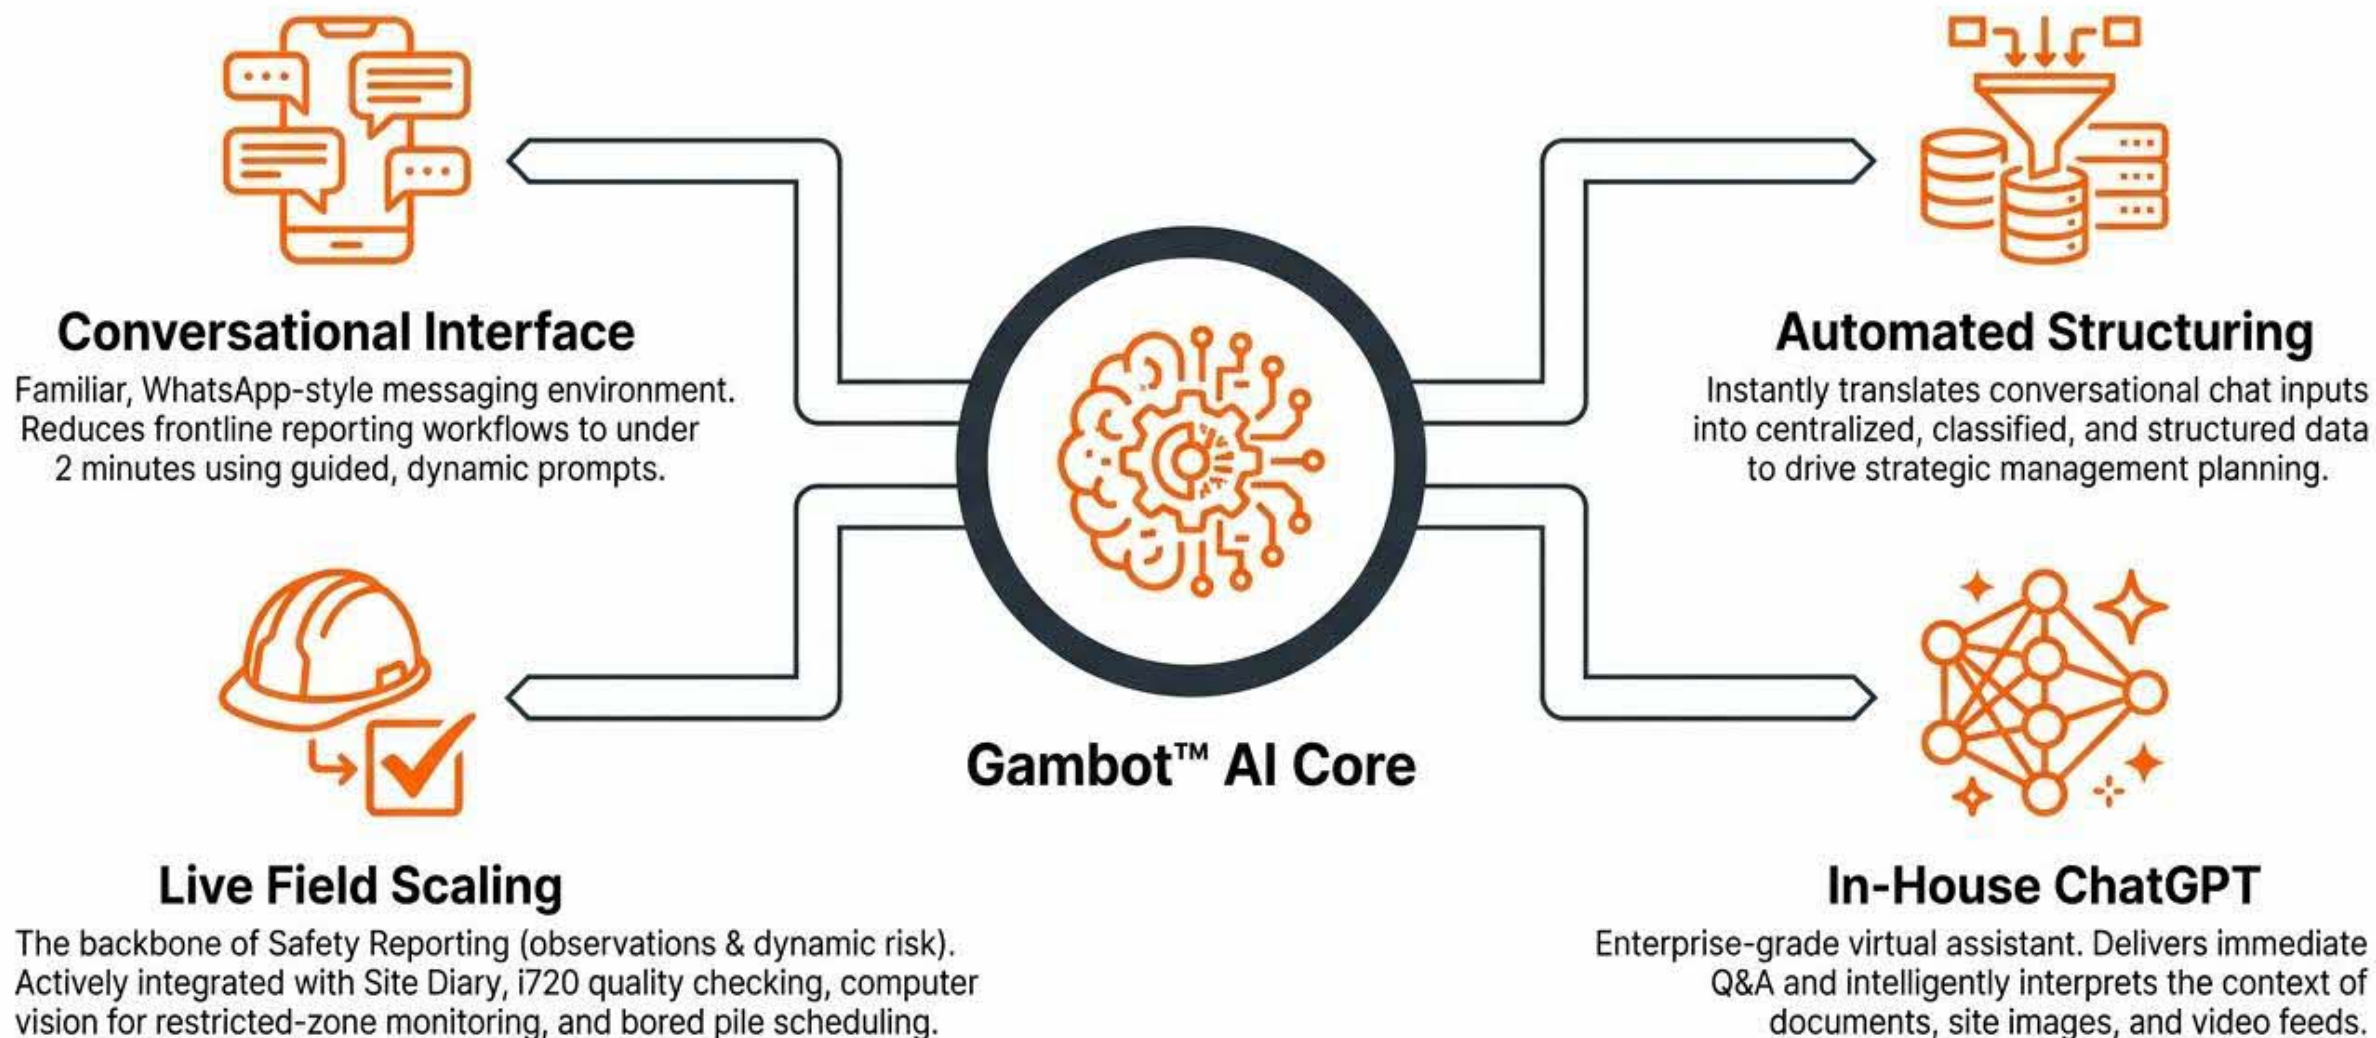 Conversational Interface
Familiar, WhatsApp-style messaging environment.
Reduces frontline reporting workflows to under
2 minutes using guided, dynamic prompts.
Automated Structuring
Instantly translates conversational chat inputs
into centralized, classified, and structured data
to drive strategic management planning.
Gambot™ AI Core
Live Field Scaling
The backbone of Safety Reporting (observations & dynamic risk).
Actively integrated with Site Diary, i720 quality checking, computer
vision for restricted-zone monitoring, and bored pile scheduling.
In-House ChatGPT
Enterprise-grade virtual assistant. Delivers immediate
Q&A and intelligently interprets the context of
documents, site images, and video feeds.